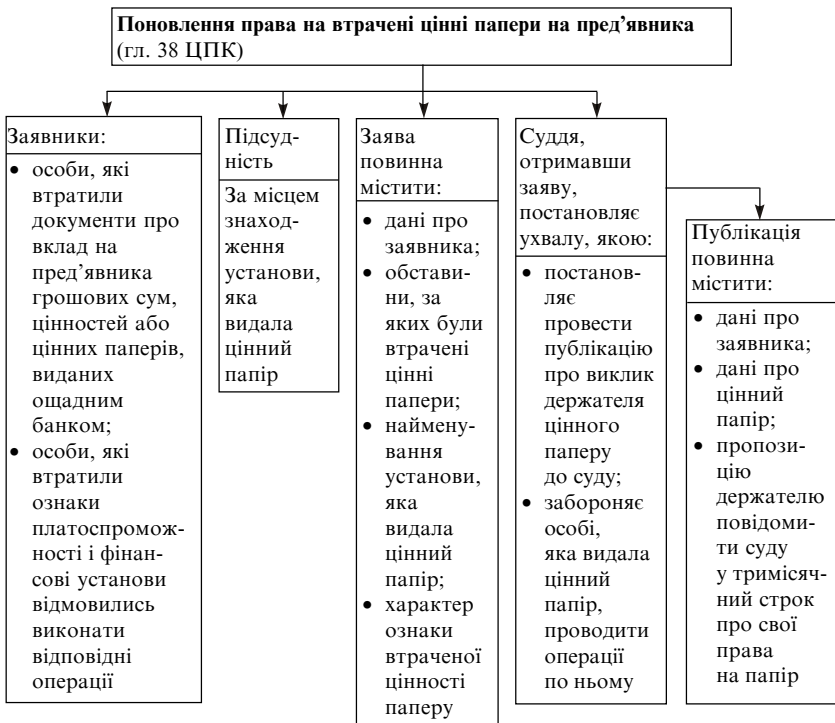 Поновлення права на втрачені цінні папери на пред’явника
(гл. 38 ЦПК)
Заявники:
• особи, які
втратили
документи про
вклад на
пред’явника
грошових сум,
цінностей або
цінних паперів,
виданих
ощадним
банком;
• особи, які
втратили
ознаки
платоспромож-
ності і фінан-
сові установи
відмовились
виконати
відповідні
операції
Підсуд-
ність
За місцем
знаход-
ження
установи,
яка
видала
цінний
папір
Заява
повинна
містити:
• дані про
заявника;
• обстави-
ни, за
яких були
втрачені
цінні
папери;
• наймену-
вання
установи,
яка
видала
цінний
папір;
• характер
ознаки
втраченої
цінності
паперу
Суддя,
отримавши
заяву,
постановляє
ухвалу, якою:
• постанов-
ляє
провести
публікацію
про виклик
держателя
цінного
паперу
до суду;
• забороняє
особі,
яка видала
цінний
папір,
проводити
операції
по ньому
Публікація
повинна
містити:
• дані про
заявника;
• дані про
цінний
папір;
• пропози-
цію
держателю
повідоми-
ти суду
у тримісяч-
ний строк
про свої
права
на папір